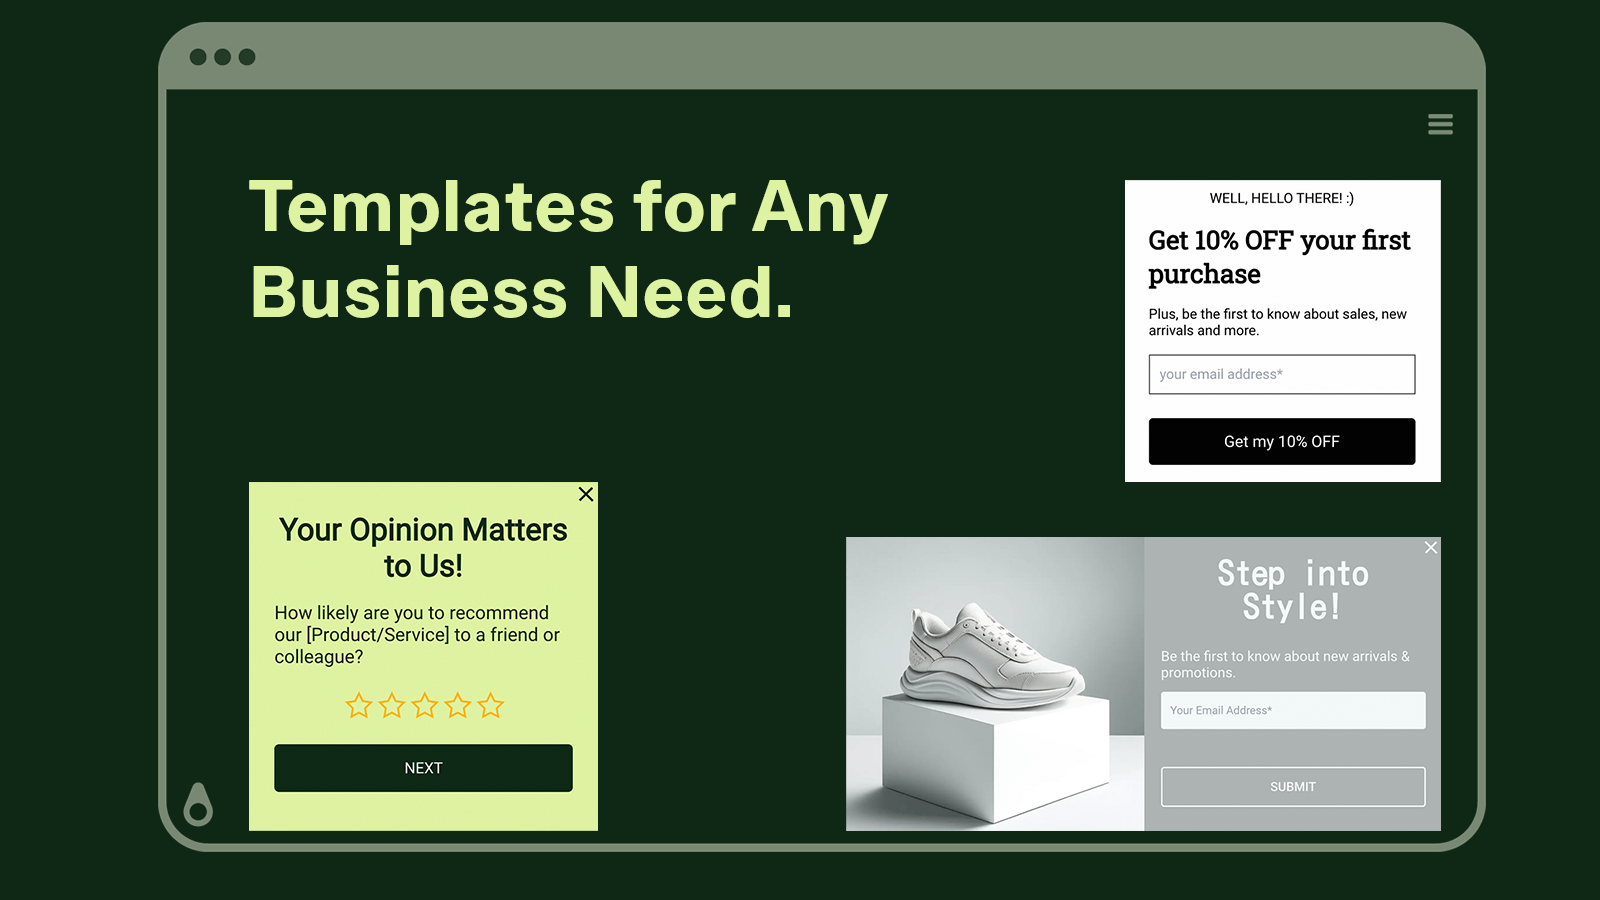 Templates for Any
Business Need.
WELL, HELLO THERE! :)
Get 10% OFF your first
purchase
Plus, be the first to know about sales, new
arrivals and more.
your email address*
Get my 10% OFF
Your Opinion Matters
to Us!
How likely are you to recommend
our [Product/Service] to a friend or
colleague?
NEXT
Step into
Style!
Be the first to know about new arrivals &
promotions.
Your Email Address*
SUBMIT